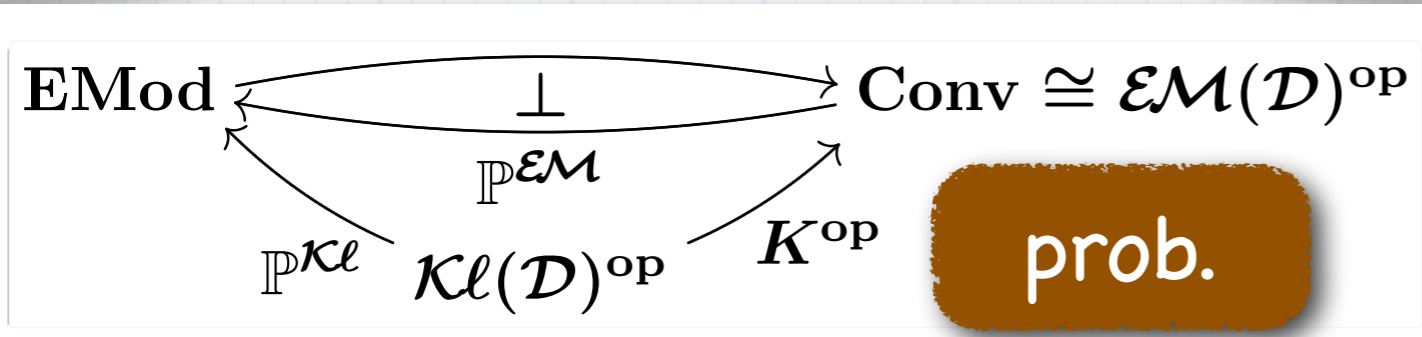 EMod ⊥ Conv ≅ ℰℳ(𝒟)^op
ℙ^ℰℳ
ℙ^𝒦ℓ 𝒦ℓ(𝒟)^op K^op
prob.